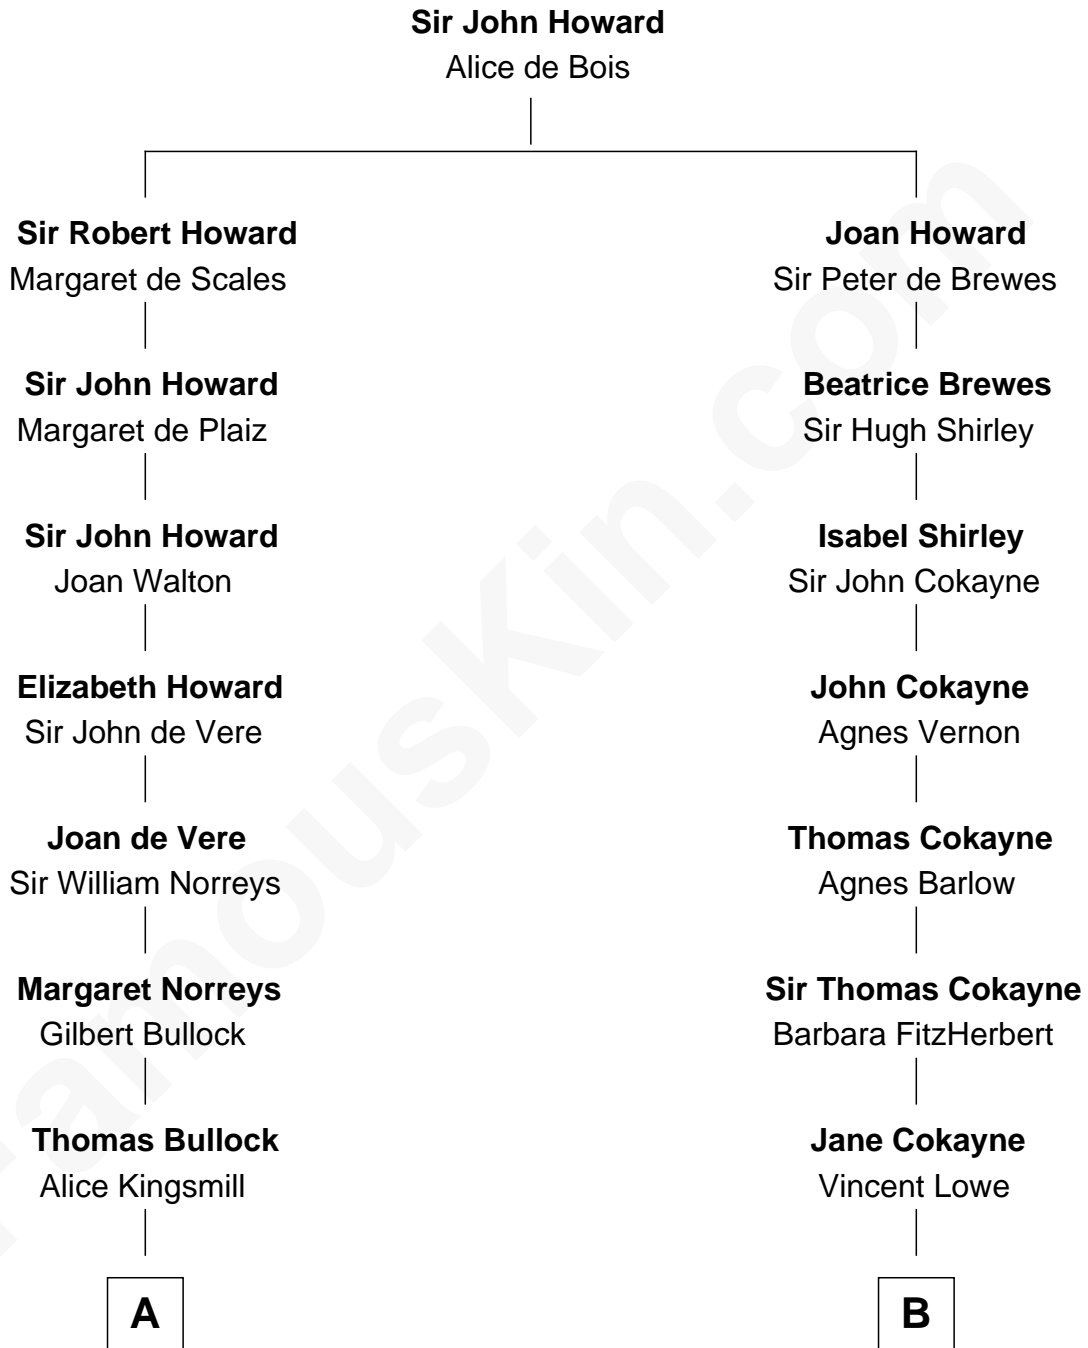 Sir John Howard
Alice de Bois
Sir Robert Howard
Margaret de Scales
Joan Howard
Sir Peter de Brewes
Sir John Howard
Margaret de Plaiz
Beatrice Brewes
Sir Hugh Shirley
Sir John Howard
Joan Walton
Isabel Shirley
Sir John Cokayne
Elizabeth Howard
Sir John de Vere
John Cokayne
Agnes Vernon
Joan de Vere
Sir William Norreys
Thomas Cokayne
Agnes Barlow
Margaret Norreys
Gilbert Bullock
Sir Thomas Cokayne
Barbara FitzHerbert
Thomas Bullock
Alice Kingsmill
Jane Cokayne
Vincent Lowe
A
B
FamousKin.com